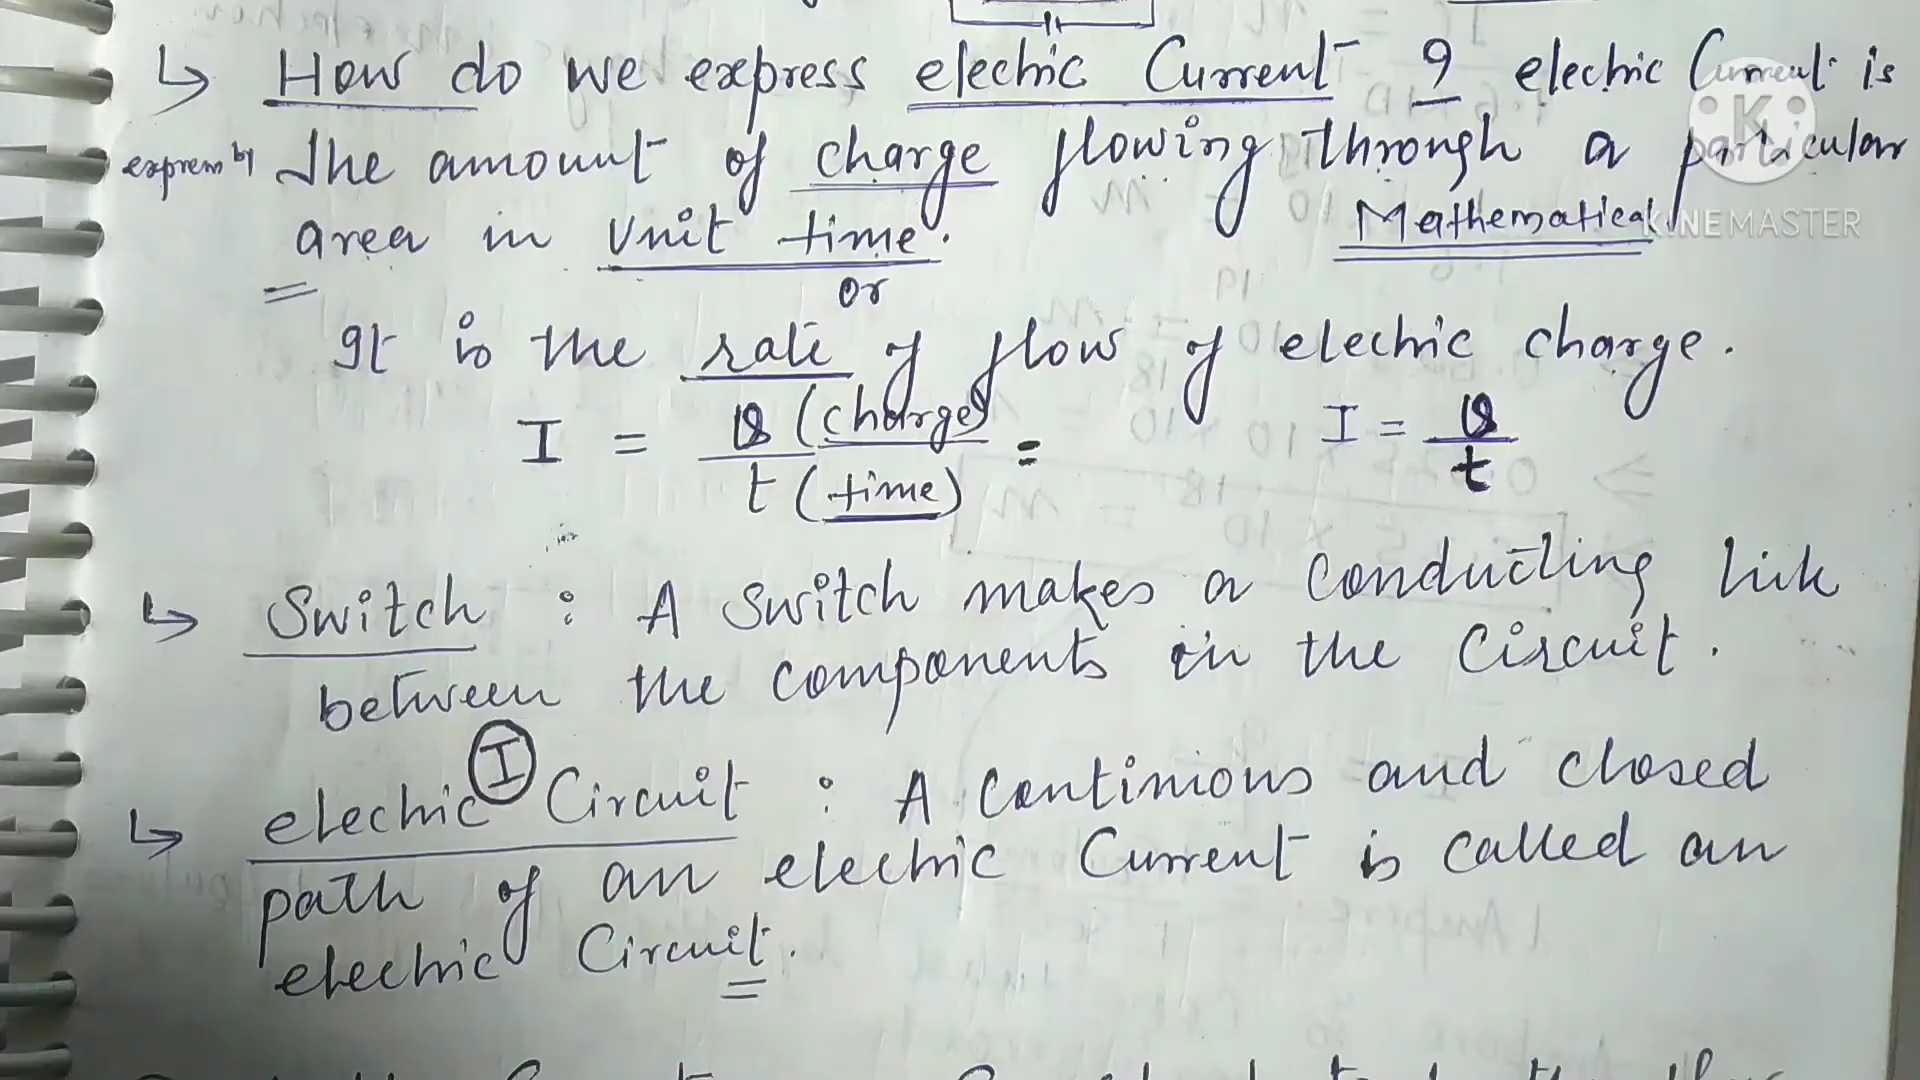 ↳ How do we express electric Current ? electric Current is
express by the amount of charge flowing through a particular
area in Unit time.
Mathematical
or
It is the rate of flow of electric charge.
I = Q (charge) / t (time) =
I = Q / t
↳ Switch : A Switch makes a Conducting link
between the components in the Circuit.
↳ electric Circuit : A Continious and closed
I
path of an electric Current is called an
electric Circuit.
K
KINEMASTER